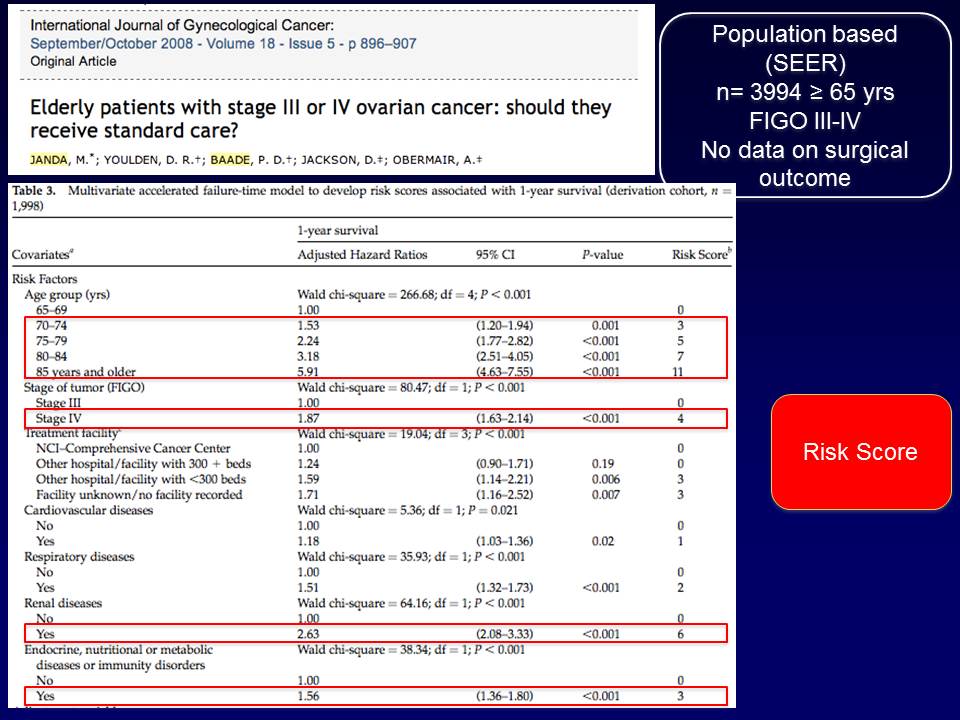 International Journal of Gynecological Cancer:
September/October 2008 - Volume 18 - Issue 5 - p 896–907
Original Article
Elderly patients with stage III or IV ovarian cancer: should they
receive standard care?
JANDA, M.*; YOULDEN, D. R.†; BAADE, P. D.†; JACKSON, D.‡; OBERMAIR, A.‡
Population based
(SEER)
n= 3994 ≥ 65 yrs
FIGO III-IV
No data on surgical
outcome
Table 3. Multivariate accelerated failure-time model to develop risk scores associated with 1-year survival (derivation cohort, n =
1,998)
1-year survival
Covariatesª Adjusted Hazard Ratios 95% CI P-value Risk Scoreᵇ
Risk Factors
Age group (yrs) Wald chi-square = 266.68; df = 4; P < 0.001
65–69 1.00 0
70–74 1.53 (1.20–1.94) 0.001 3
75–79 2.24 (1.77–2.82) <0.001 5
80–84 3.18 (2.51–4.05) <0.001 7
85 years and older 5.91 (4.63–7.55) <0.001 11
Stage of tumor (FIGO) Wald chi-square = 80.47; df = 1; P < 0.001
Stage III 1.00 0
Stage IV 1.87 (1.63–2.14) <0.001 4
Treatment facilityᶜ Wald chi-square = 19.04; df = 3; P < 0.001
NCI–Comprehensive Cancer Center 1.00 0
Other hospital/facility with 300 + beds 1.24 (0.90–1.71) 0.19 0
Other hospital/facility with <300 beds 1.59 (1.14–2.21) 0.006 3
Facility unknown/no facility recorded 1.71 (1.16–2.52) 0.007 3
Cardiovascular diseases Wald chi-square = 5.36; df = 1; P = 0.021
No 1.00 0
Yes 1.18 (1.03–1.36) 0.02 1
Respiratory diseases Wald chi-square = 35.93; df = 1; P < 0.001
No 1.00 0
Yes 1.51 (1.32–1.73) <0.001 2
Renal diseases Wald chi-square = 64.16; df = 1; P < 0.001
No 1.00 0
Yes 2.63 (2.08–3.33) <0.001 6
Endocrine, nutritional or metabolic Wald chi-square = 38.34; df = 1; P < 0.001
diseases or immunity disorders
No 1.00 0
Yes 1.56 (1.36–1.80) <0.001 3
Risk Score